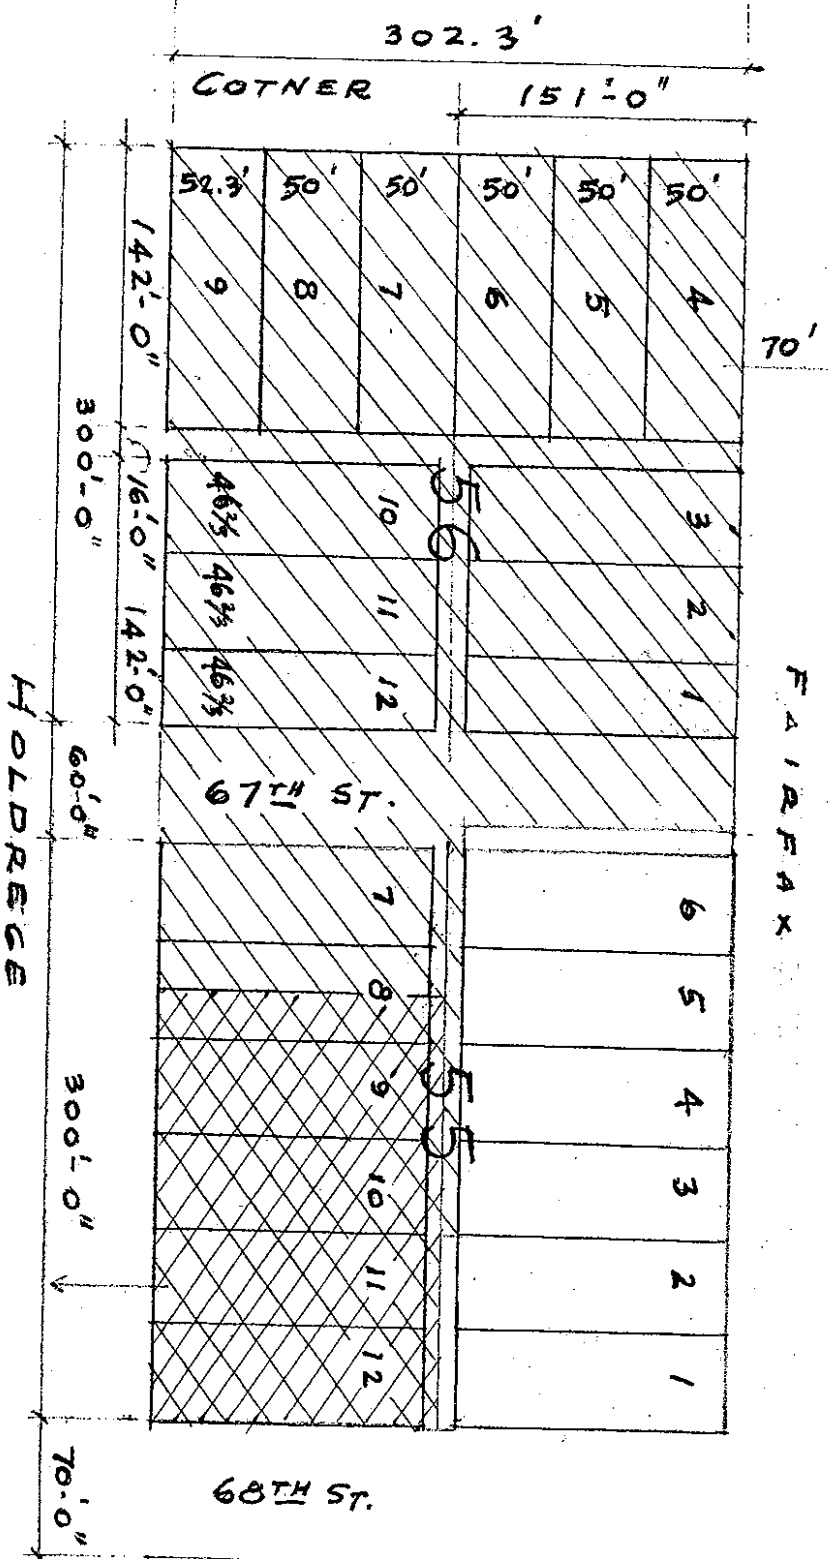 302.3'
COTNER
151'-0"
52.3' 50' 50' 50' 50' 50'
9 8 7 6 5 4
142'-0"
70'
300'-0"
16'-0"
142'-0"
46⅔ 10 3
56
46⅔ 11 2
46⅔ 12 1
FAIRFAX
HOLDREGE
60'-0"
67TH ST.
7 6
8 5
9 4
55
10 3
11 2
12 1
300'-0"
68TH ST.
70'-0"